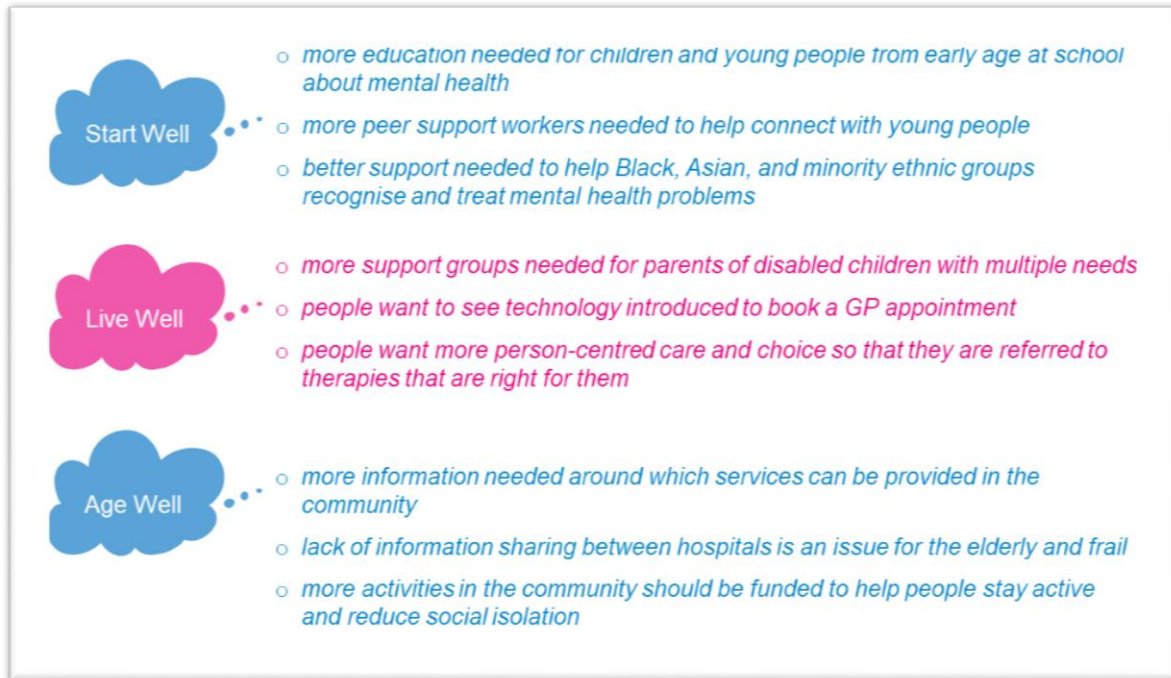 Start Well
○ more education needed for children and young people from early age at school
about mental health
○ more peer support workers needed to help connect with young people
○ better support needed to help Black, Asian, and minority ethnic groups
recognise and treat mental health problems
Live Well
○ more support groups needed for parents of disabled children with multiple needs
○ people want to see technology introduced to book a GP appointment
○ people want more person-centred care and choice so that they are referred to
therapies that are right for them
Age Well
○ more information needed around which services can be provided in the
community
○ lack of information sharing between hospitals is an issue for the elderly and frail
○ more activities in the community should be funded to help people stay active
and reduce social isolation